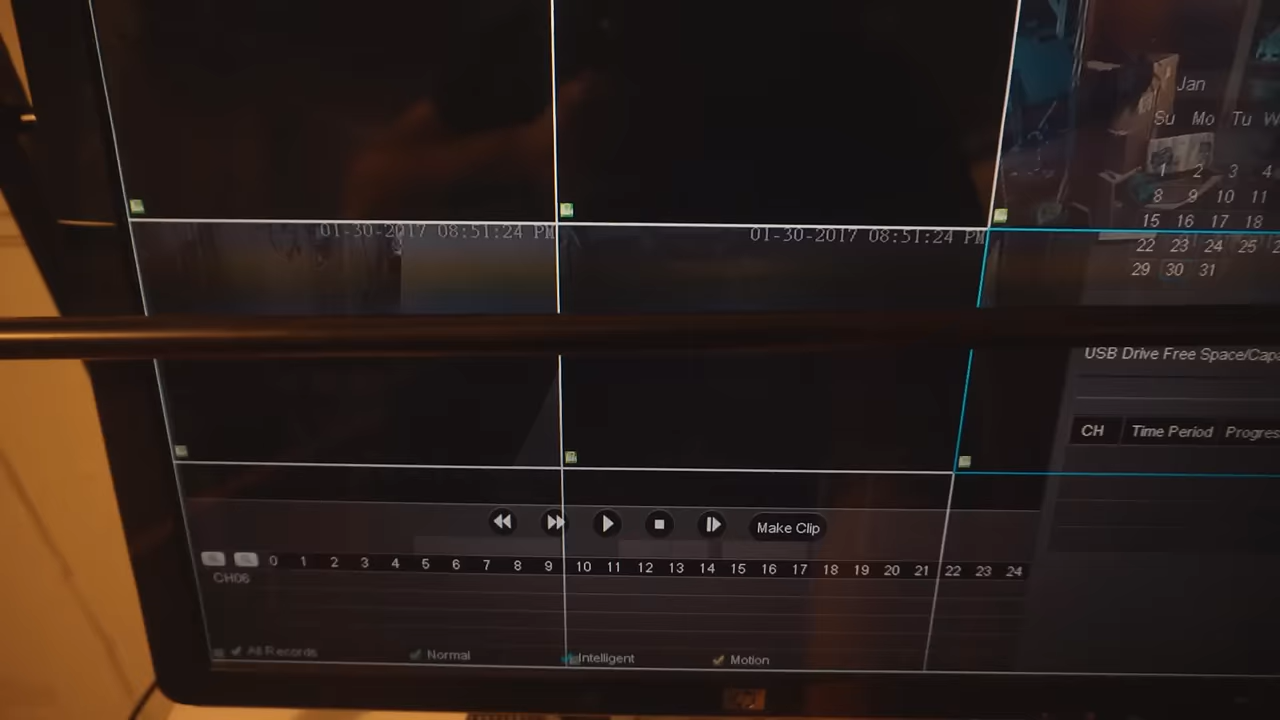 Jan
Su Mo Tu W
1 2 3 4
8 9 10 11
15 16 17 18
22 23 24 25 2
29 30 31
01-30-2017 08:51:24 PM
01-30-2017 08:51:24 PM
USB Drive Free Space/Capa
CH Time Period Progres
Make Clip
0 1 2 3 4 5 6 7 8 9 10 11 12 13 14 15 16 17 18 19 20 21 22 23 24
CH06
All Records Normal Intelligent Motion
hp